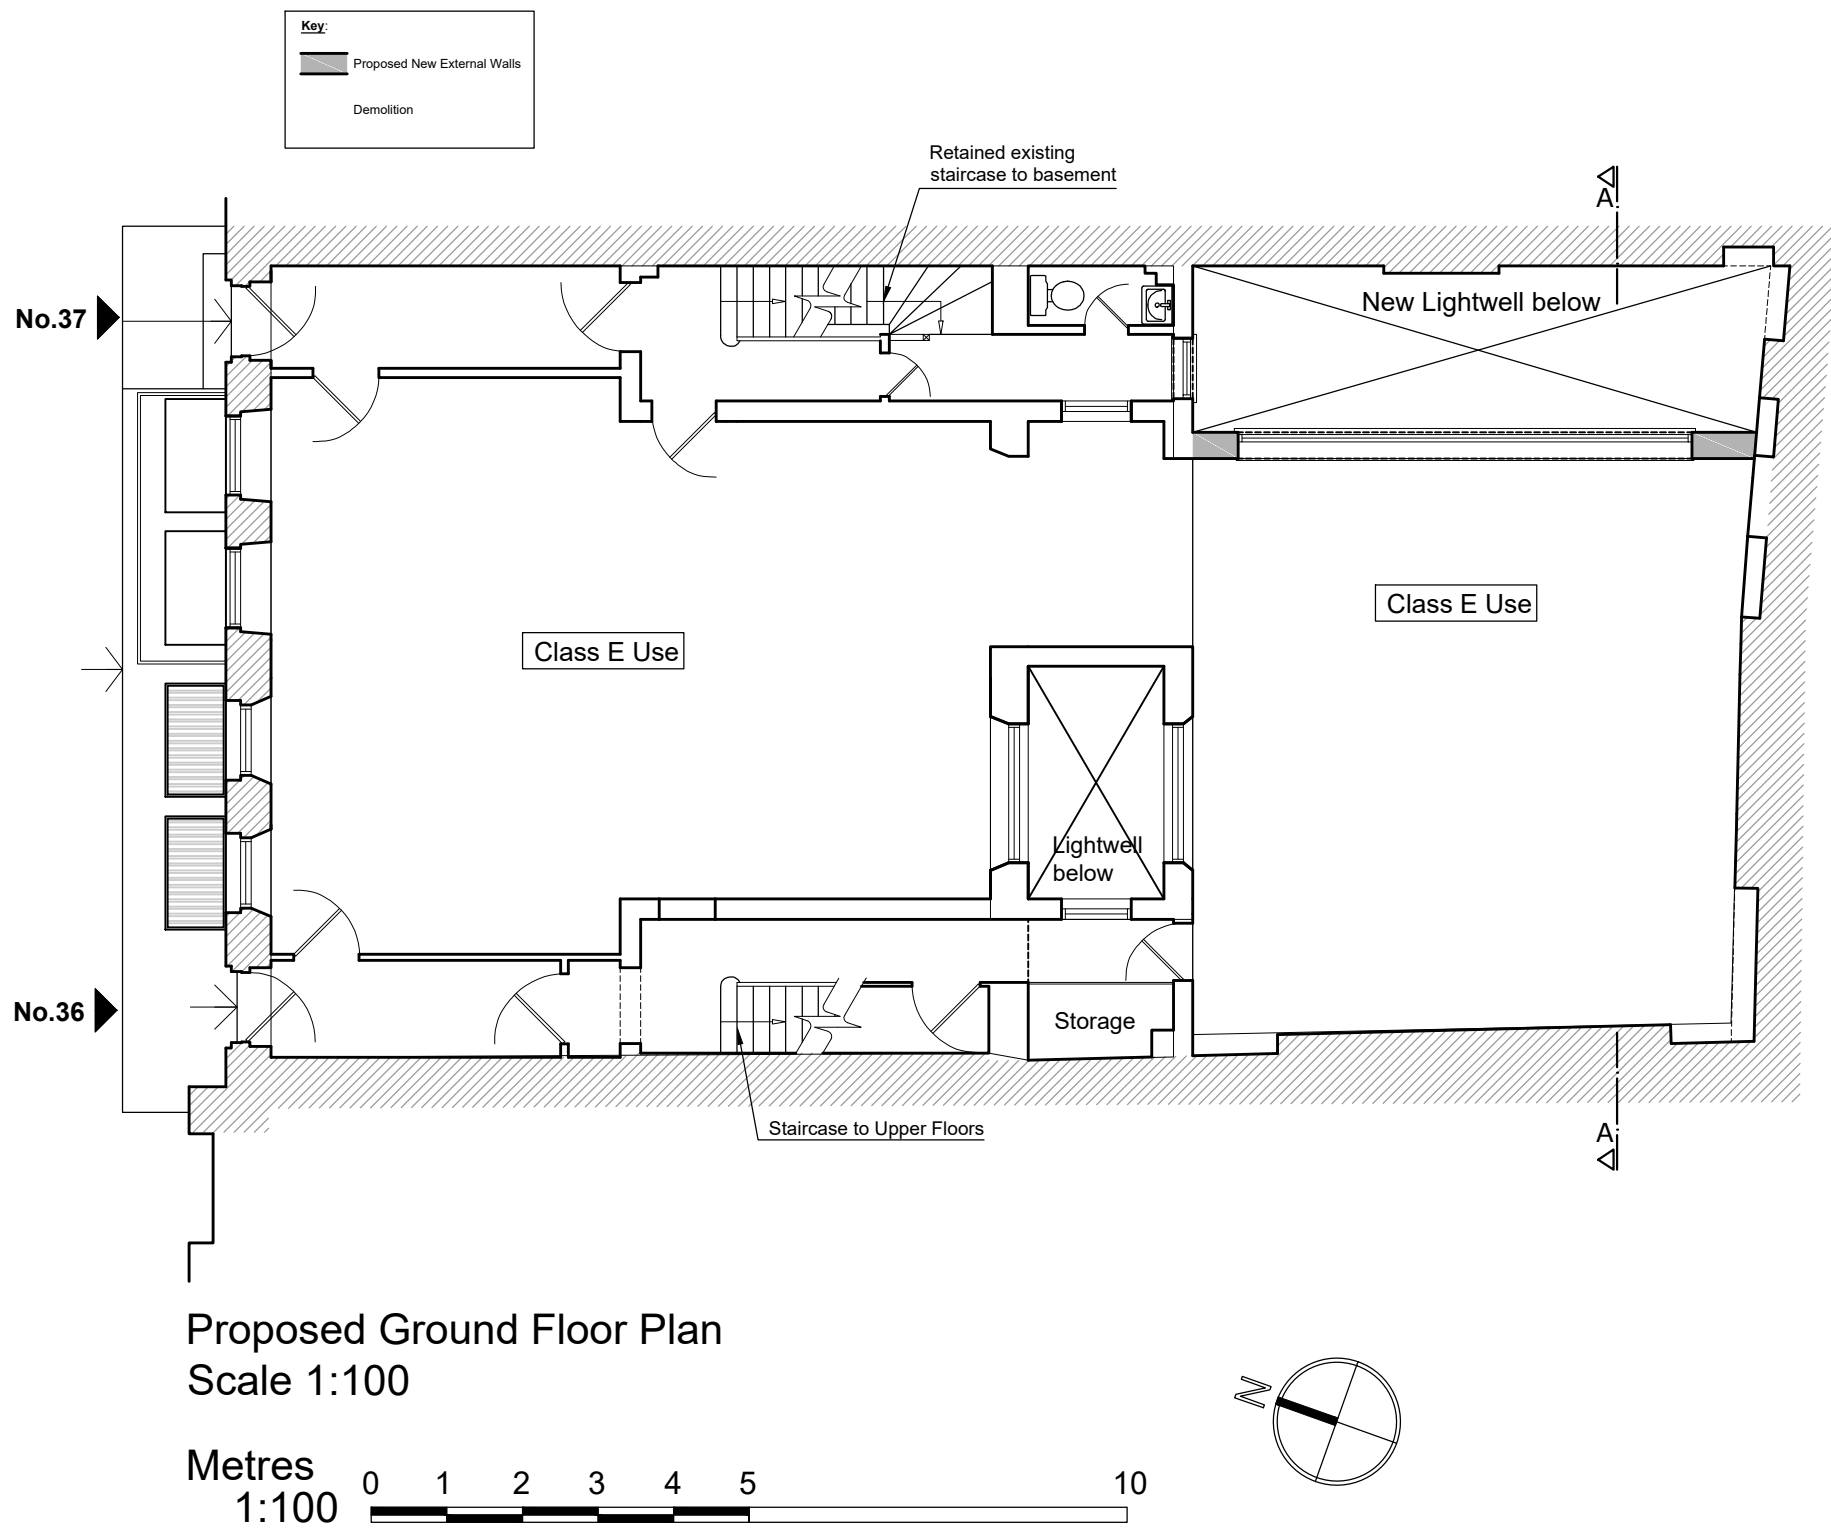 Key:
Proposed New External Walls
Demolition
Retained existing
staircase to basement
A
No.37
New Lightwell below
Class E Use
Class E Use
Lightwell
below
No.36
Storage
Staircase to Upper Floors
A
Proposed Ground Floor Plan
Scale 1:100
N
Metres
1:100
0 1 2 3 4 5 10